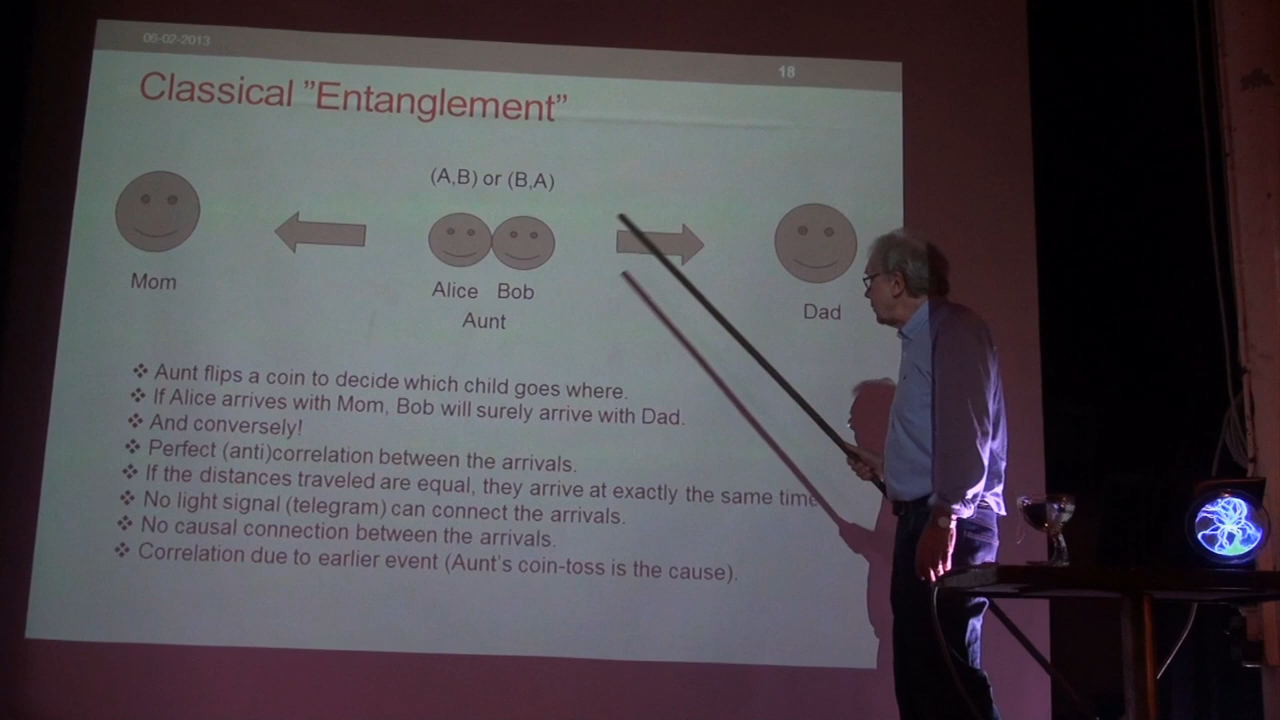 06-02-2013
18
Classical ”Entanglement”
(A,B) or (B,A)
Mom
Alice Bob
Aunt
Dad
❖ Aunt flips a coin to decide which child goes where.
❖ If Alice arrives with Mom, Bob will surely arrive with Dad.
❖ And conversely!
❖ Perfect (anti)correlation between the arrivals.
❖ If the distances traveled are equal, they arrive at exactly the same time
❖ No light signal (telegram) can connect the arrivals.
❖ No causal connection between the arrivals.
❖ Correlation due to earlier event (Aunt's coin-toss is the cause).